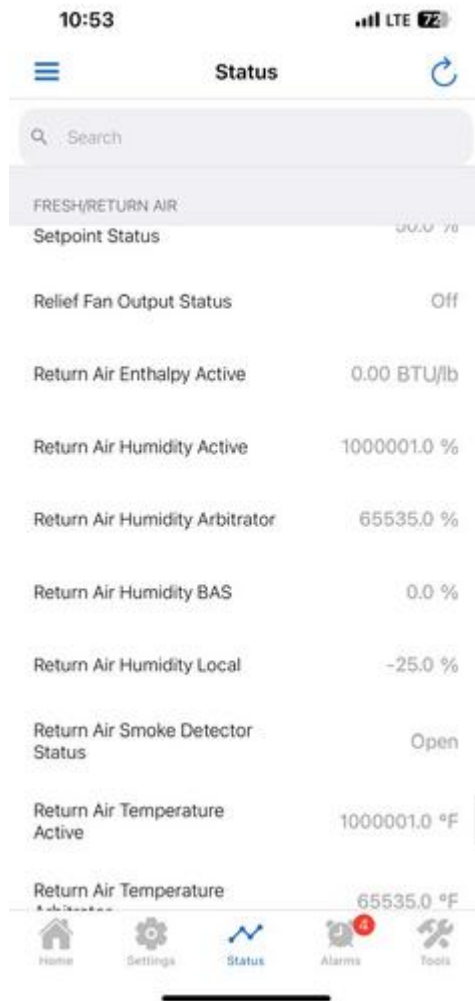 10:53
LTE 72
Status
Search
FRESH/RETURN AIR
Setpoint Status
50.0 %
Relief Fan Output Status
Off
Return Air Enthalpy Active
0.00 BTU/lb
Return Air Humidity Active
1000001.0 %
Return Air Humidity Arbitrator
65535.0 %
Return Air Humidity BAS
0.0 %
Return Air Humidity Local
-25.0 %
Return Air Smoke Detector
Status
Open
Return Air Temperature
Active
1000001.0 °F
Return Air Temperature
65535.0 °F
4
Home
Settings
Status
Alarms
Tools